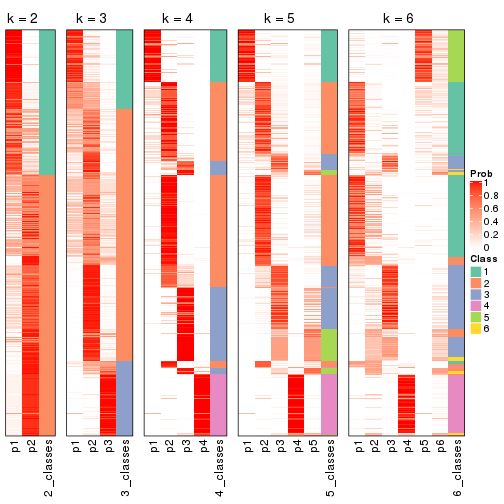 k = 2
k = 3
k = 4
k = 5
k = 6
p1
p2
2_classes
p1
p2
p3
3_classes
p1
p2
p3
p4
4_classes
p1
p2
p3
p4
p5
5_classes
p1
p2
p3
p4
p5
p6
6_classes
Prob
1
0.8
0.6
0.4
0.2
0
Class
1
2
3
4
5
6